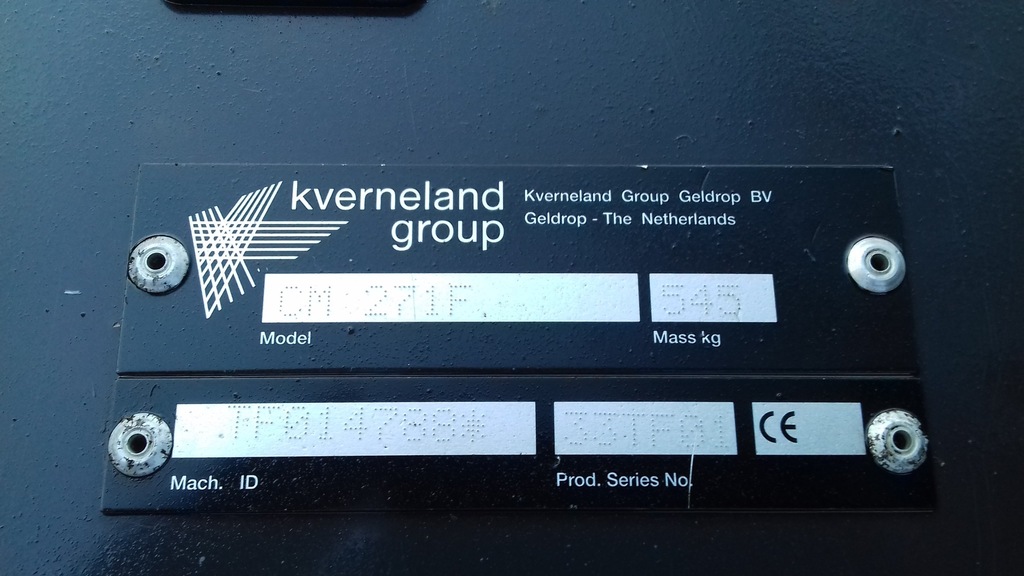 kverneland
group
Kverneland Group Geldrop BV
Geldrop - The Netherlands
CM 271F 545
Model Mass kg
33TF01 CE
Mach. ID Prod. Series No.